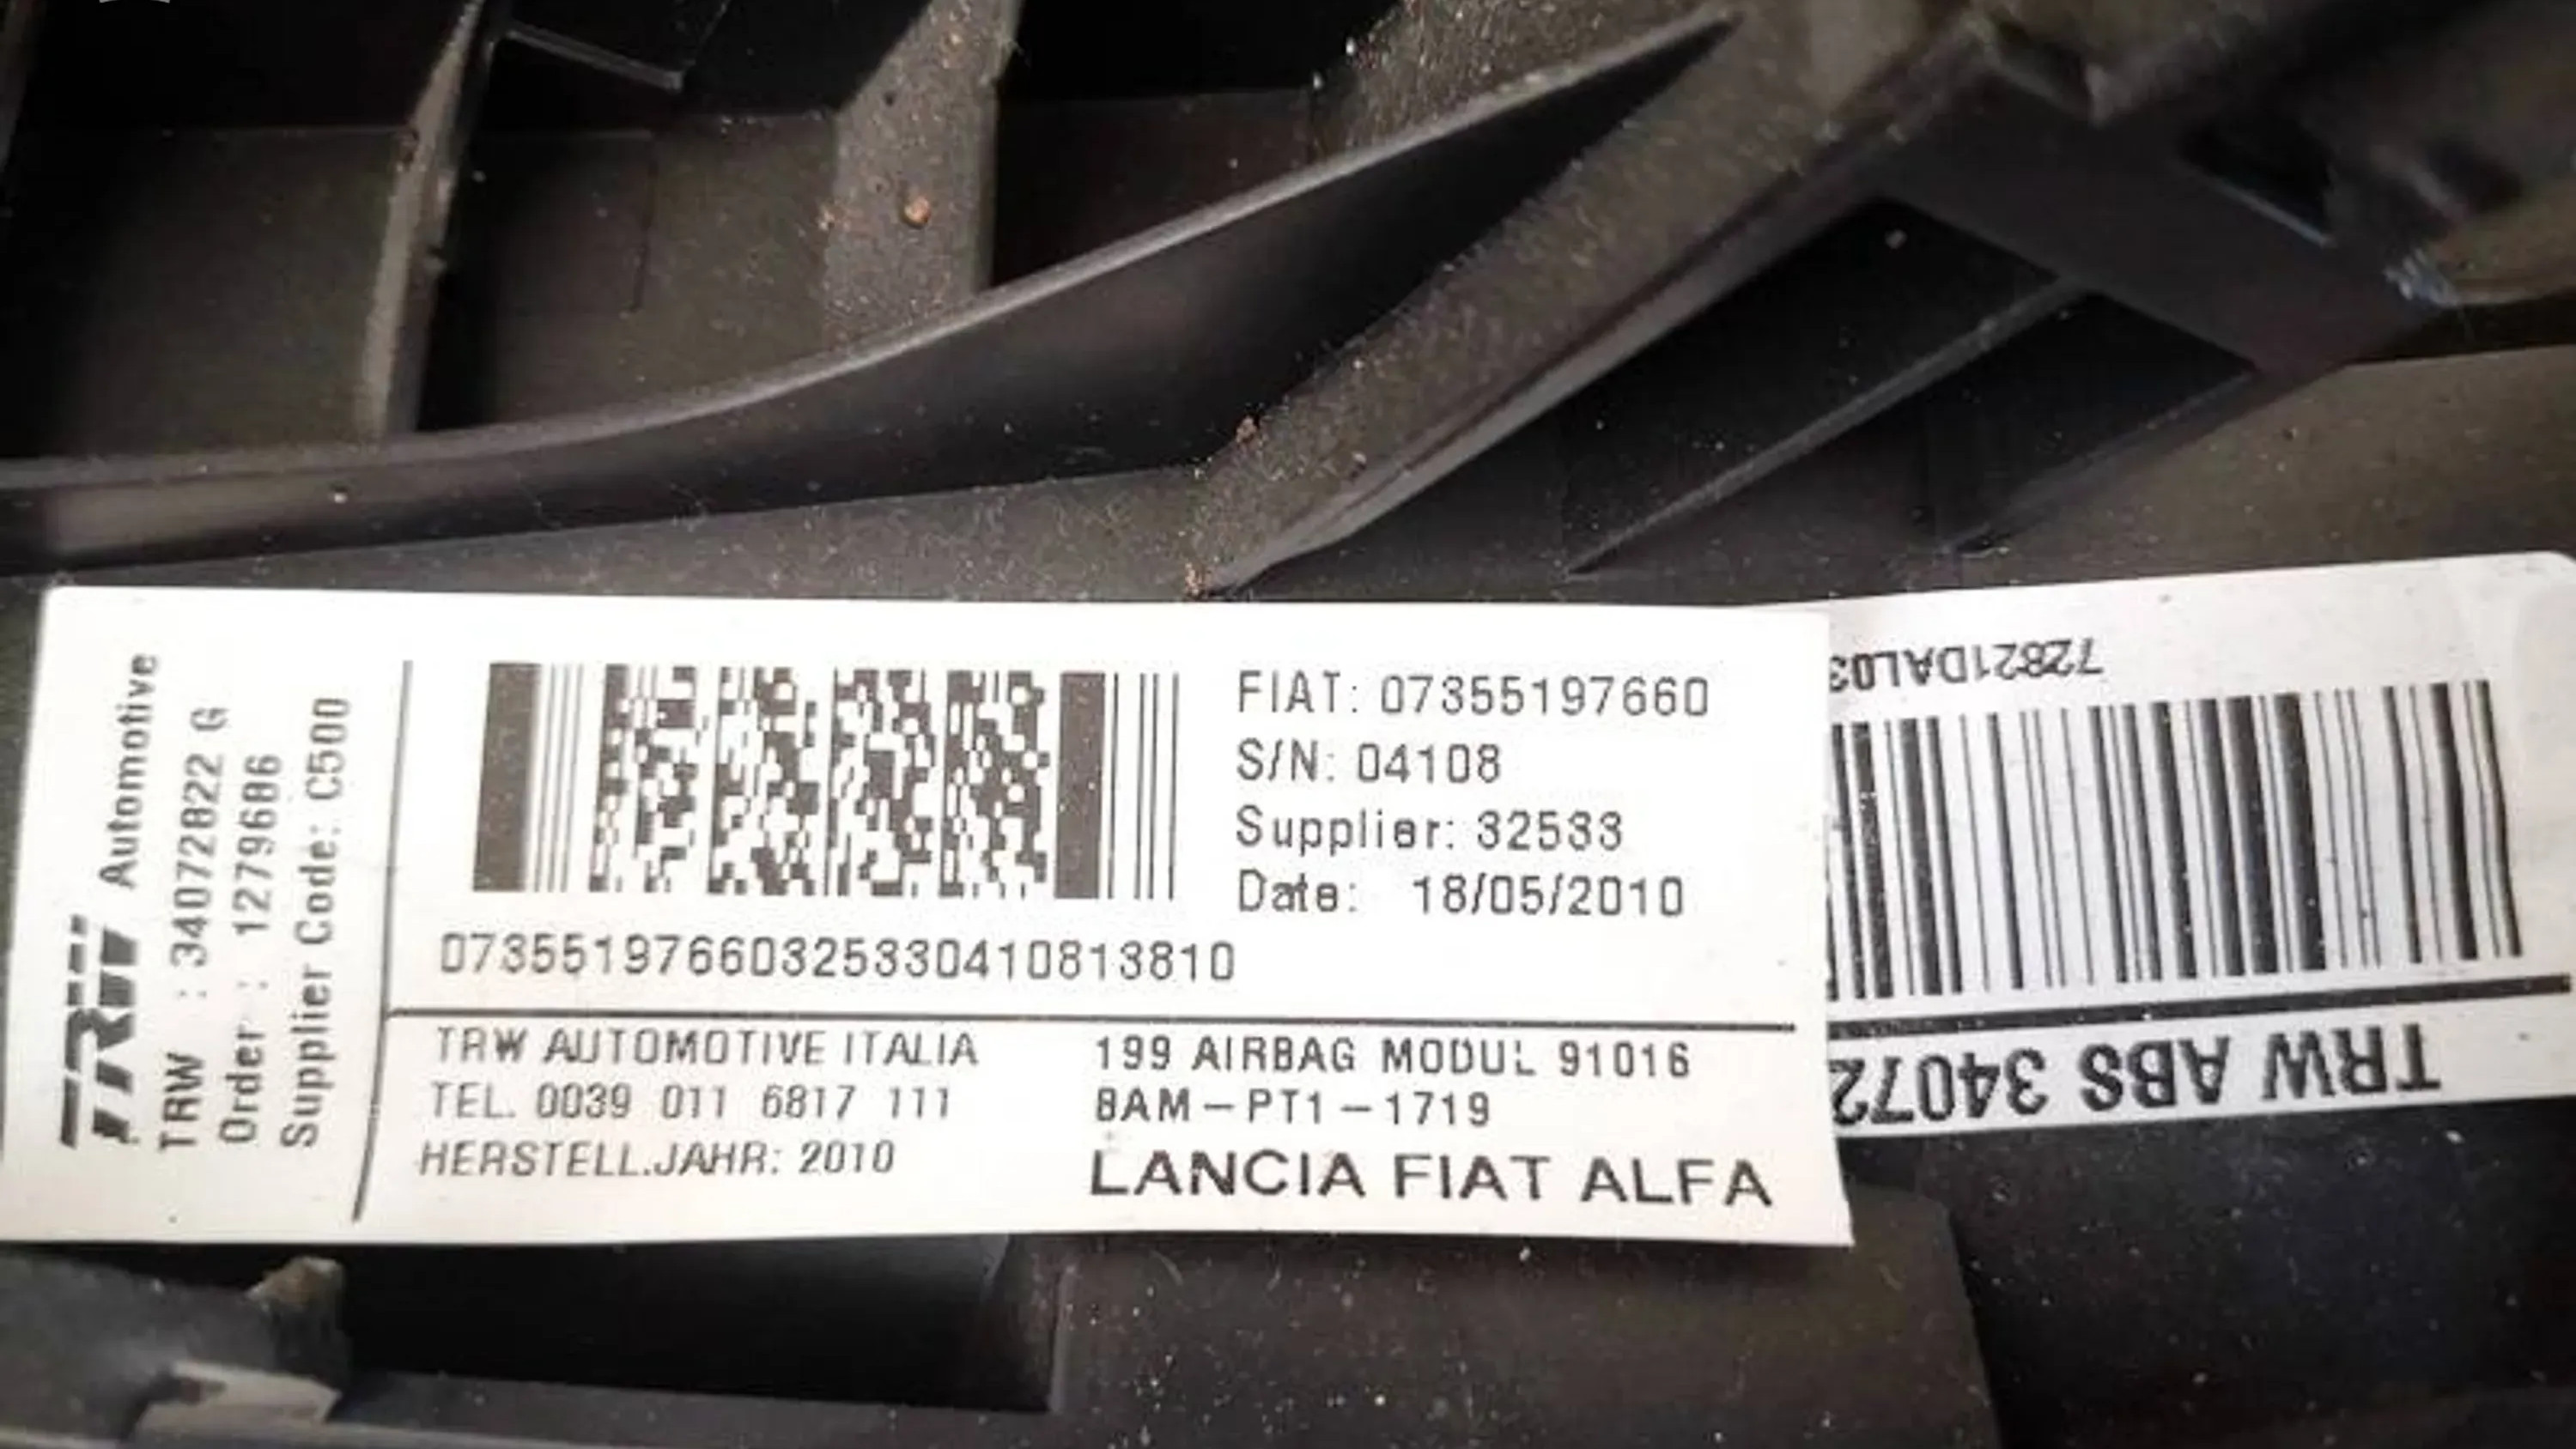 TRW Automotive
TRW : 34072822 G
Order : 12796686
Supplier Code: C500
FIAT: 07355197660
S/N: 04108
Supplier: 32533
Date: 18/05/2010
07355197660325330410813810
TRW AUTOMOTIVE ITALIA
TEL. 0039 011 6817 111
HERSTELL.JAHR: 2010
199 AIRBAG MODUL 91016
BAM-PT1-1719
LANCIA FIAT ALFA
72821DAL03
TRW ABS 34072